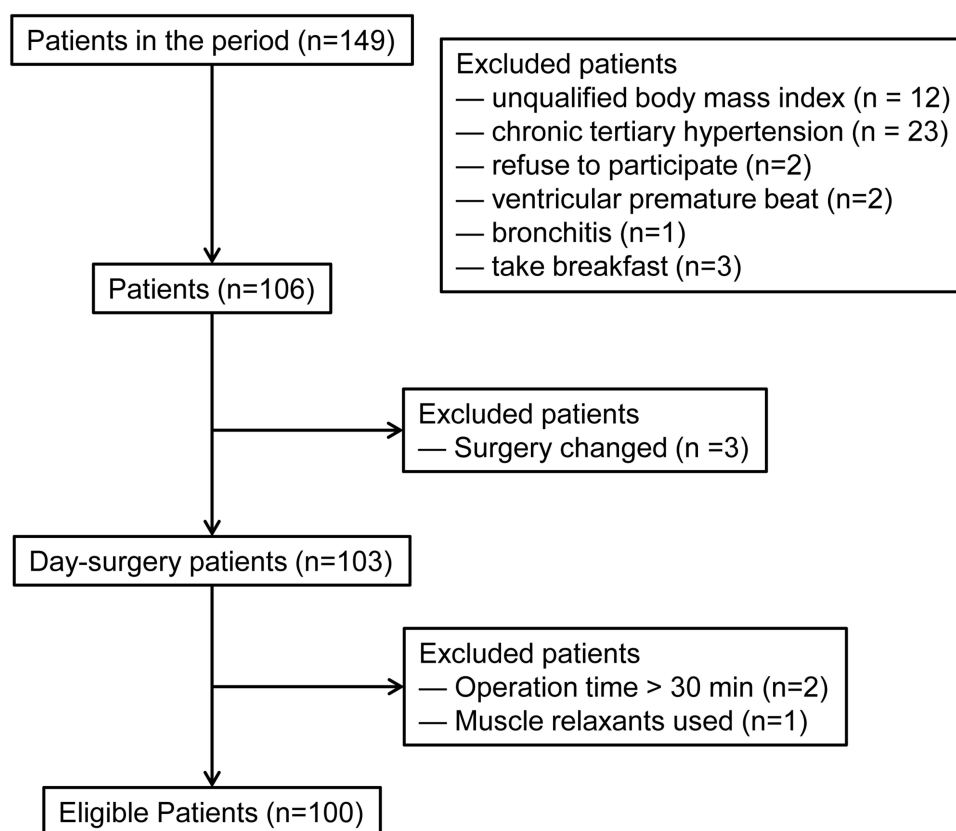 Patients in the period (n=149)
Excluded patients
— unqualified body mass index (n = 12)
— chronic tertiary hypertension (n = 23)
— refuse to participate (n=2)
— ventricular premature beat (n=2)
— bronchitis (n=1)
— take breakfast (n=3)
Patients (n=106)
Excluded patients
— Surgery changed (n =3)
Day-surgery patients (n=103)
Excluded patients
— Operation time > 30 min (n=2)
— Muscle relaxants used (n=1)
Eligible Patients (n=100)